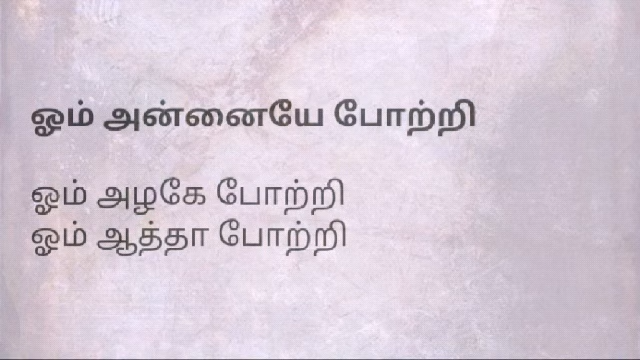 ஓம் அன்னையே போற்றி
ஓம் அழகே போற்றி
ஓம் ஆத்தா போற்றி